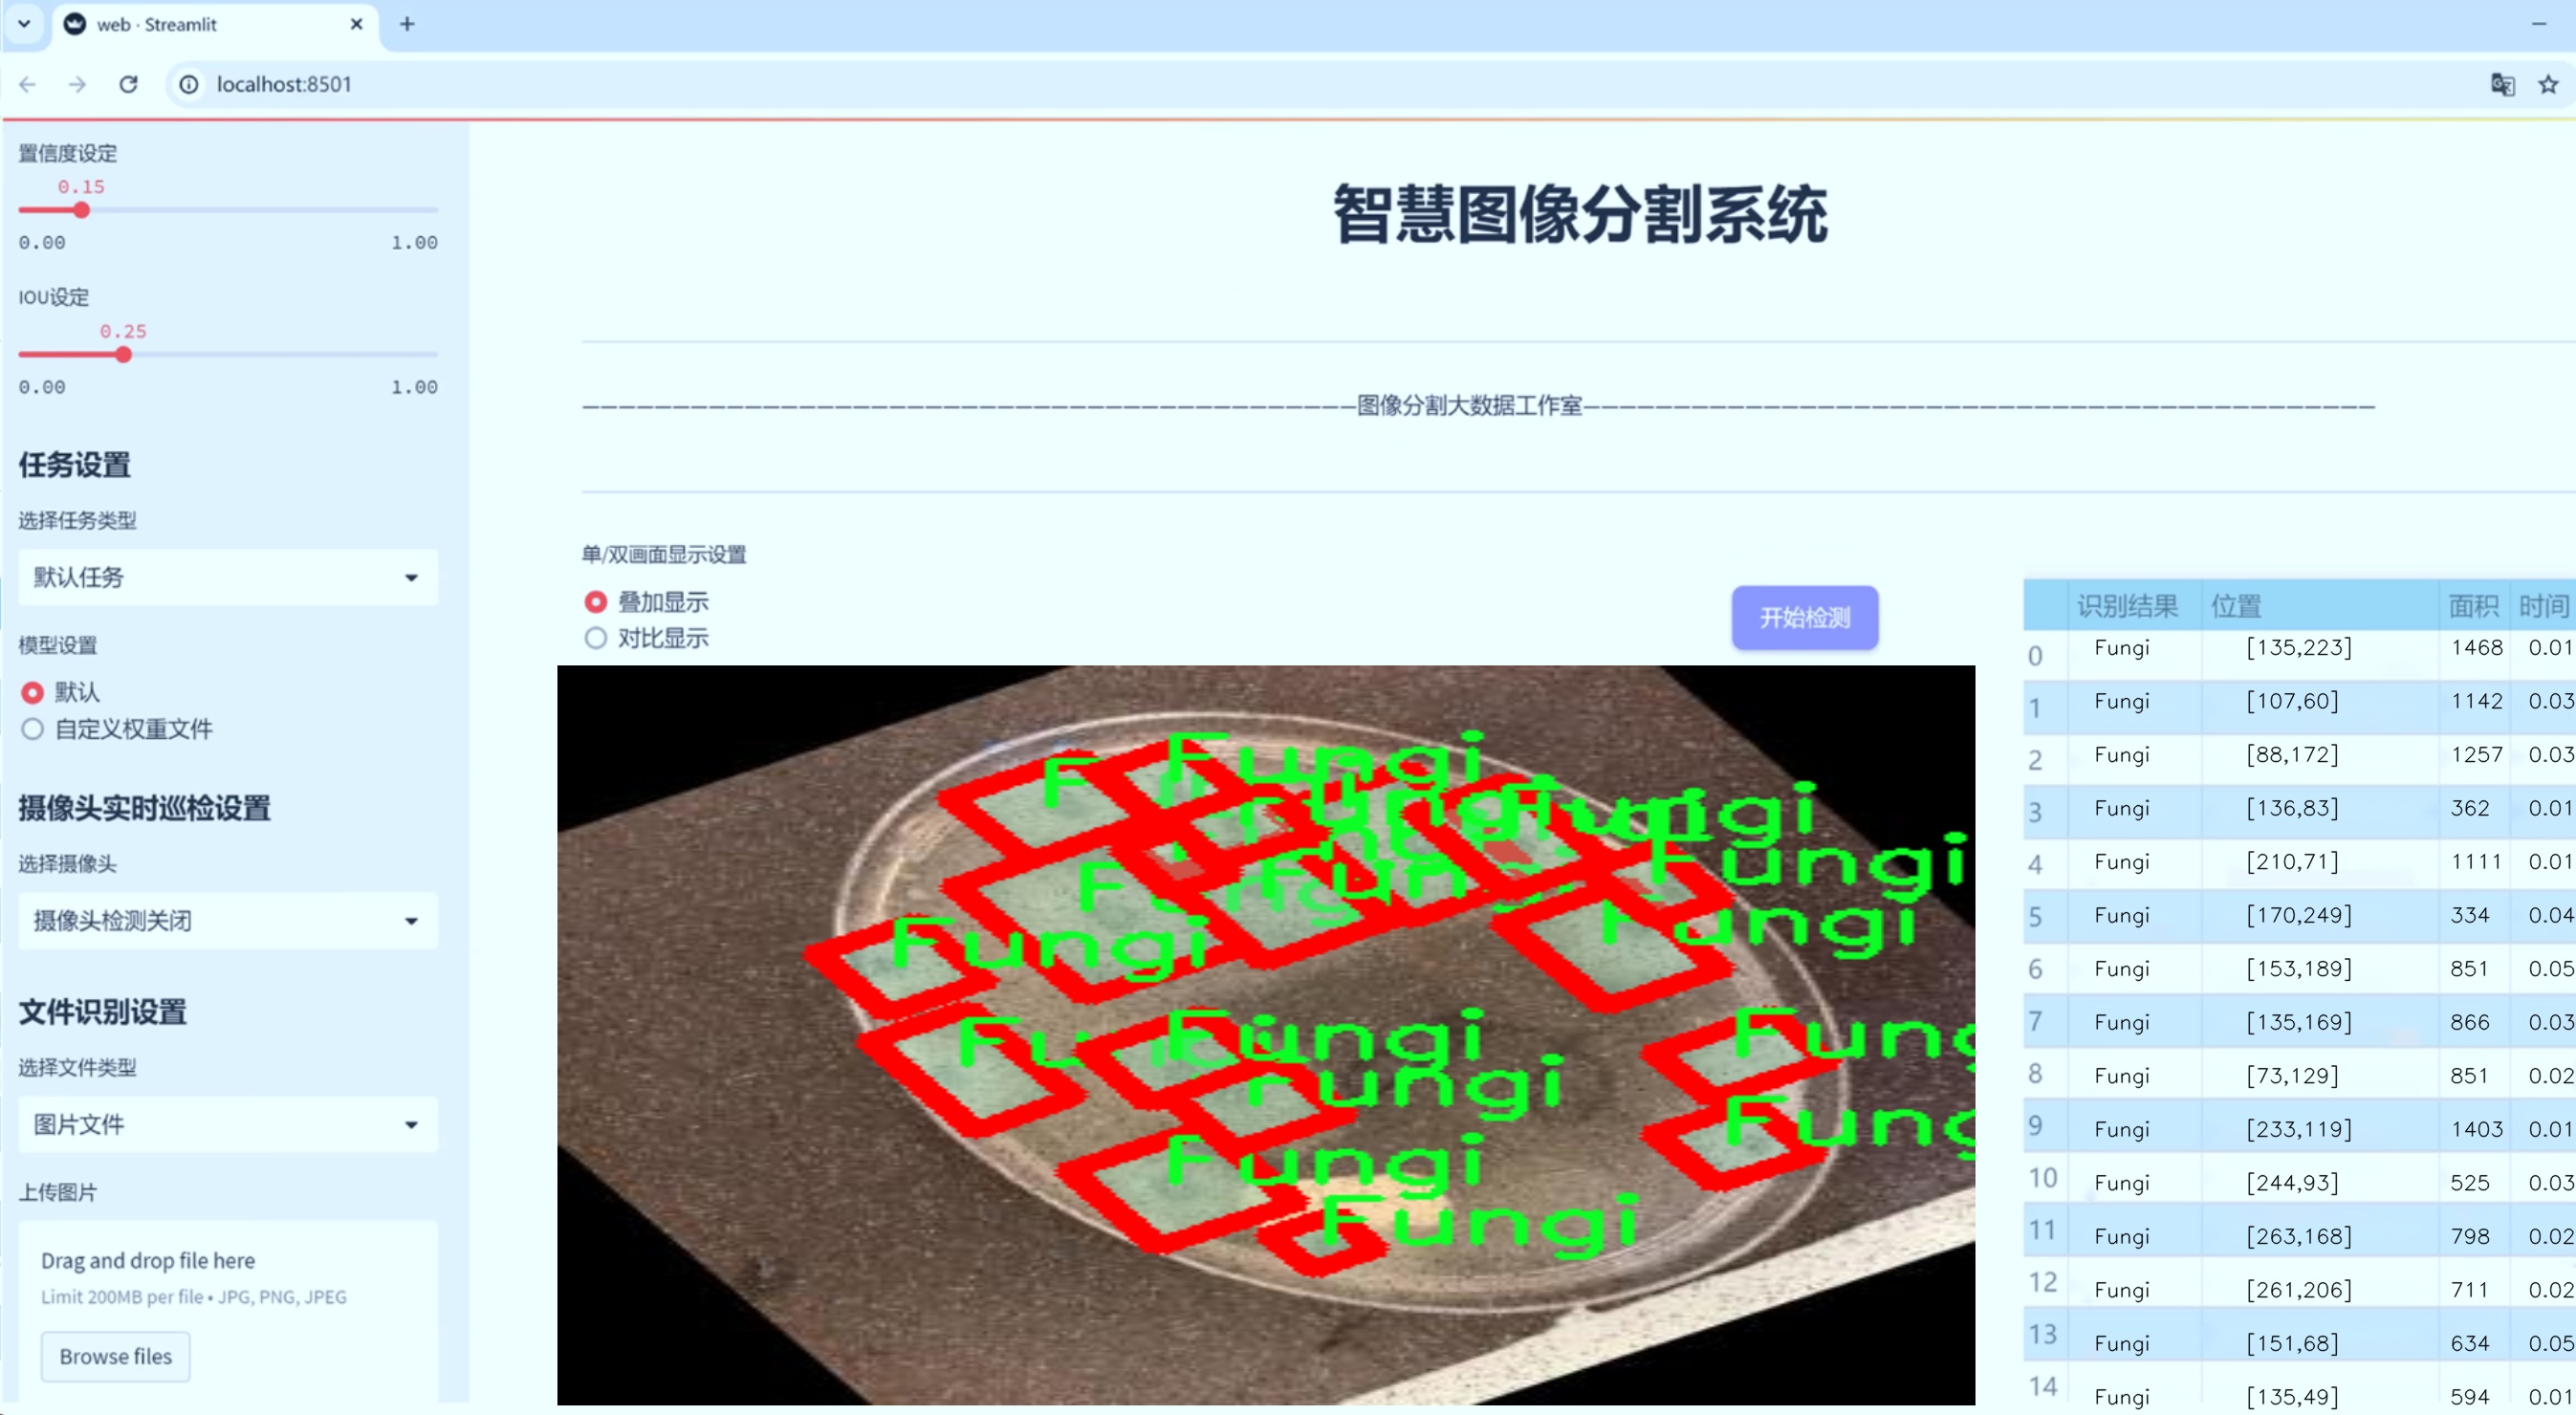 web · Streamlit
localhost:8501
置信度设定
0.15
0.00 1.00
IOU设定
0.25
0.00 1.00
任务设置
选择任务类型
默认任务
模型设置
默认
自定义权重文件
摄像头实时巡检设置
选择摄像头
摄像头检测关闭
文件识别设置
选择文件类型
图片文件
上传图片
Drag and drop file here
Limit 200MB per file • JPG, PNG, JPEG
Browse files
智慧图像分割系统
图像分割大数据工作室
单/双画面显示设置
叠加显示
对比显示
开始检测
Fungi
Fungi
Fungi
Fungi
Fungi
Fungi
Fungi
Fungi
识别结果 位置 面积 时间
0 Fungi [135,223] 1468 0.01
1 Fungi [107,60] 1142 0.03
2 Fungi [88,172] 1257 0.03
3 Fungi [136,83] 362 0.01
4 Fungi [210,71] 1111 0.01
5 Fungi [170,249] 334 0.04
6 Fungi [153,189] 851 0.05
7 Fungi [135,169] 866 0.03
8 Fungi [73,129] 851 0.02
9 Fungi [233,119] 1403 0.01
10 Fungi [244,93] 525 0.03
11 Fungi [263,168] 798 0.02
12 Fungi [261,206] 711 0.02
13 Fungi [151,68] 634 0.05
14 Fungi [135,49] 594 0.01